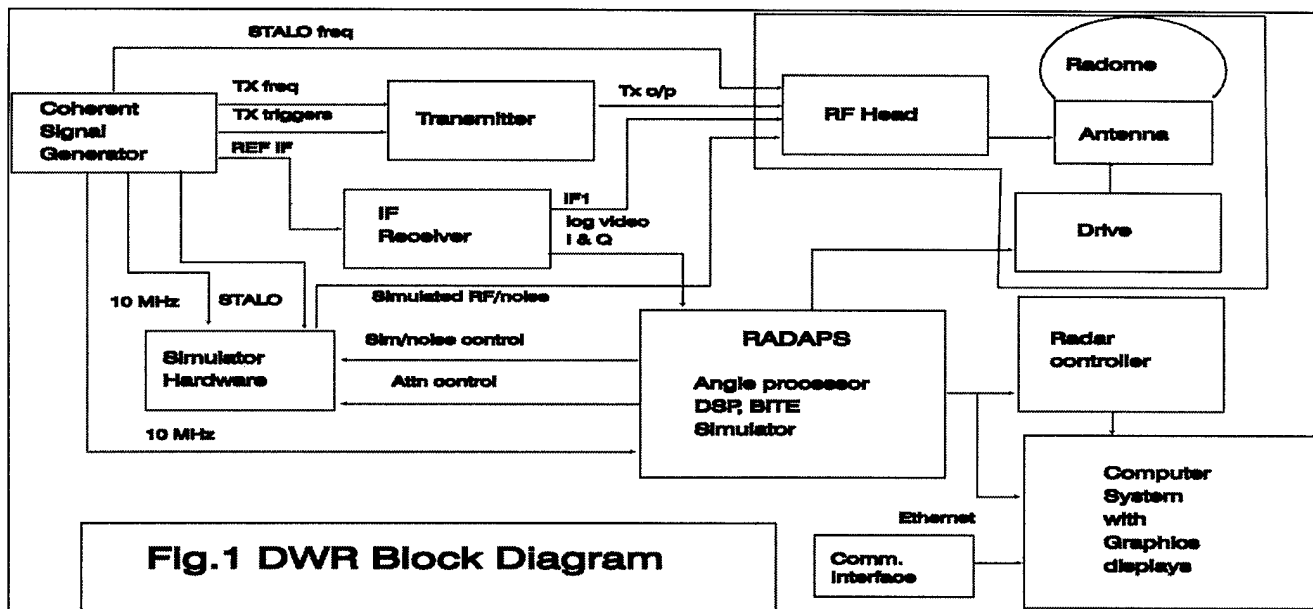 STALO freq
Radome
Coherent
Signal
Generator
TX freq
TX triggers
REF IF
Transmitter
Tx o/p
RF Head
Antenna
IF
Receiver
IF1
log video
I & Q
Drive
10 MHz
STALO
Simulated RF/noise
Simulator
Hardware
Sim/noise control
Attn control
RADAPS
Angle processor
DSP, BITE
Simulator
Radar
controller
10 MHz
Computer
System
with
Graphics
displays
Ethernet
Comm.
interface
Fig.1 DWR Block Diagram